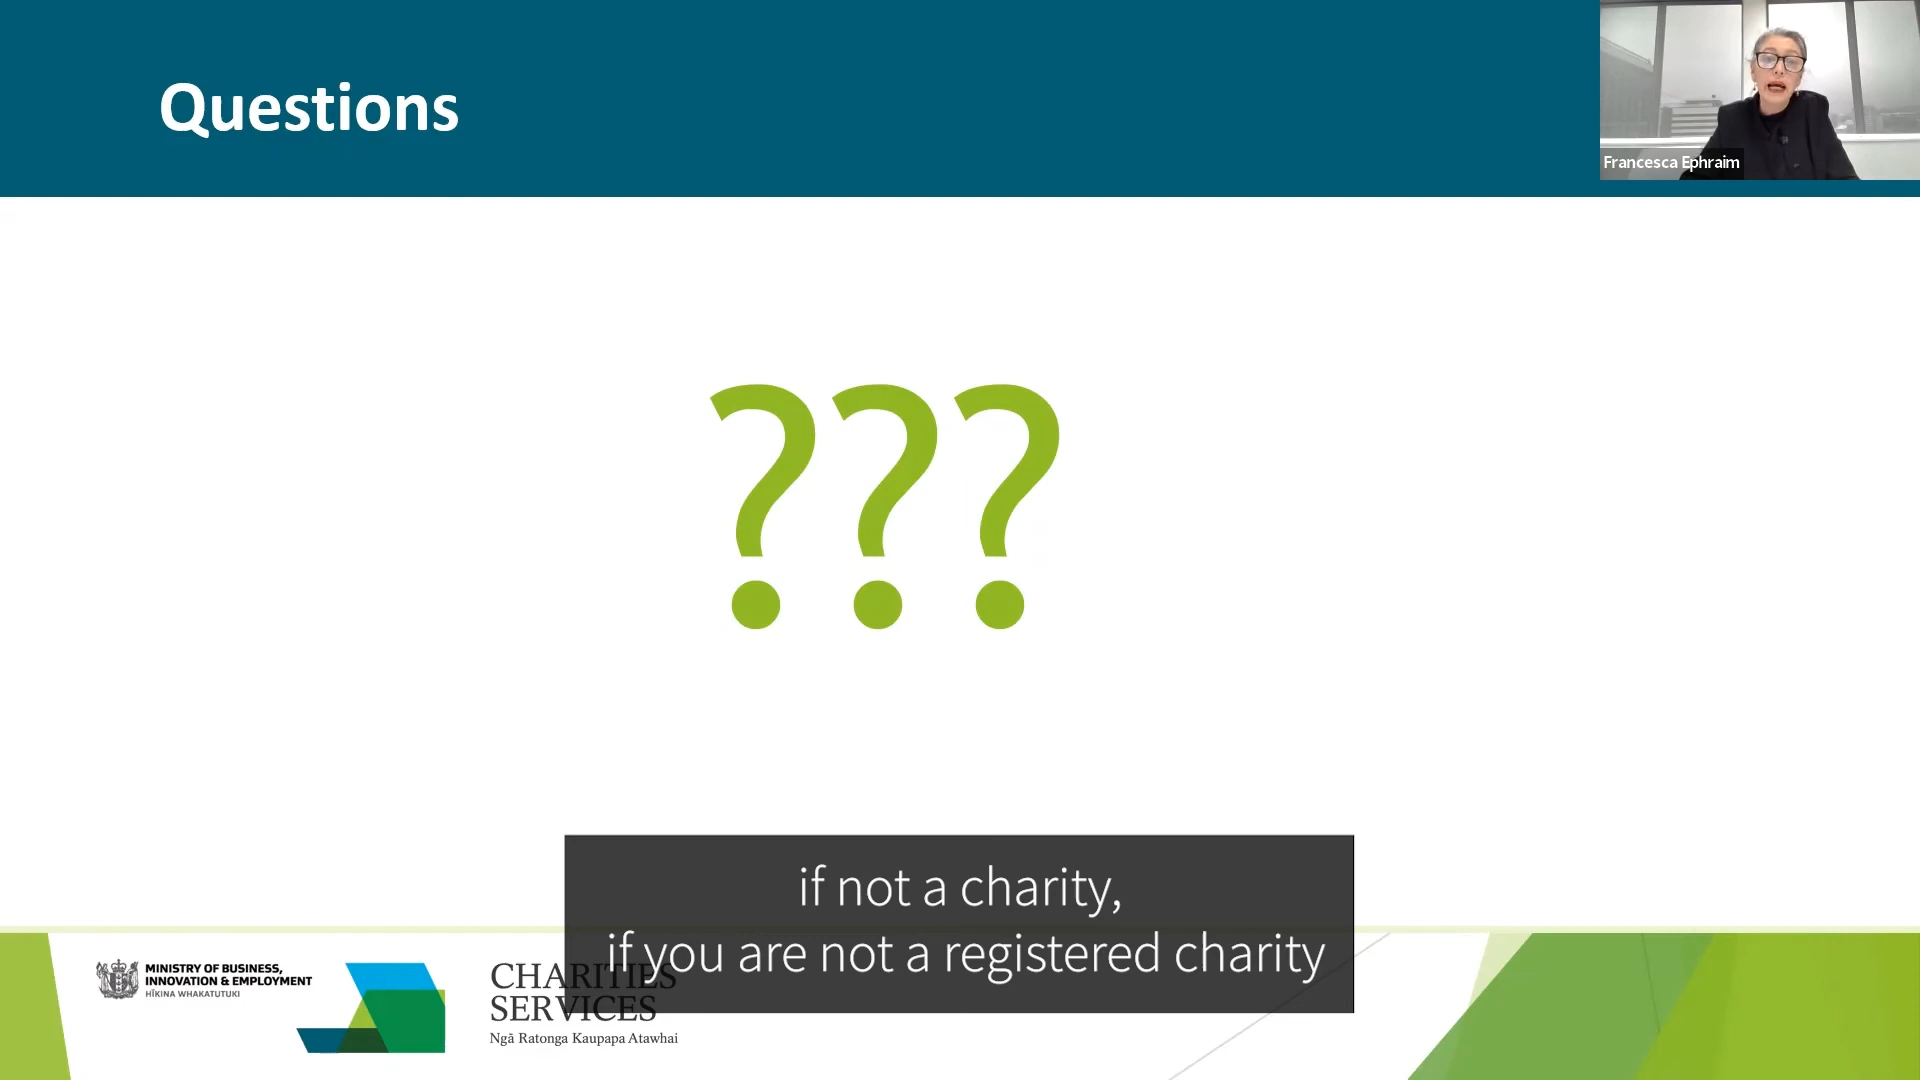 Questions
Francesca Ephraim
???
if not a charity,
if you are not a registered charity
MINISTRY OF BUSINESS,
INNOVATION & EMPLOYMENT
HĪKINA WHAKATUTUKI
CHARITIES
SERVICES
Ngā Ratonga Kaupapa Atawhai